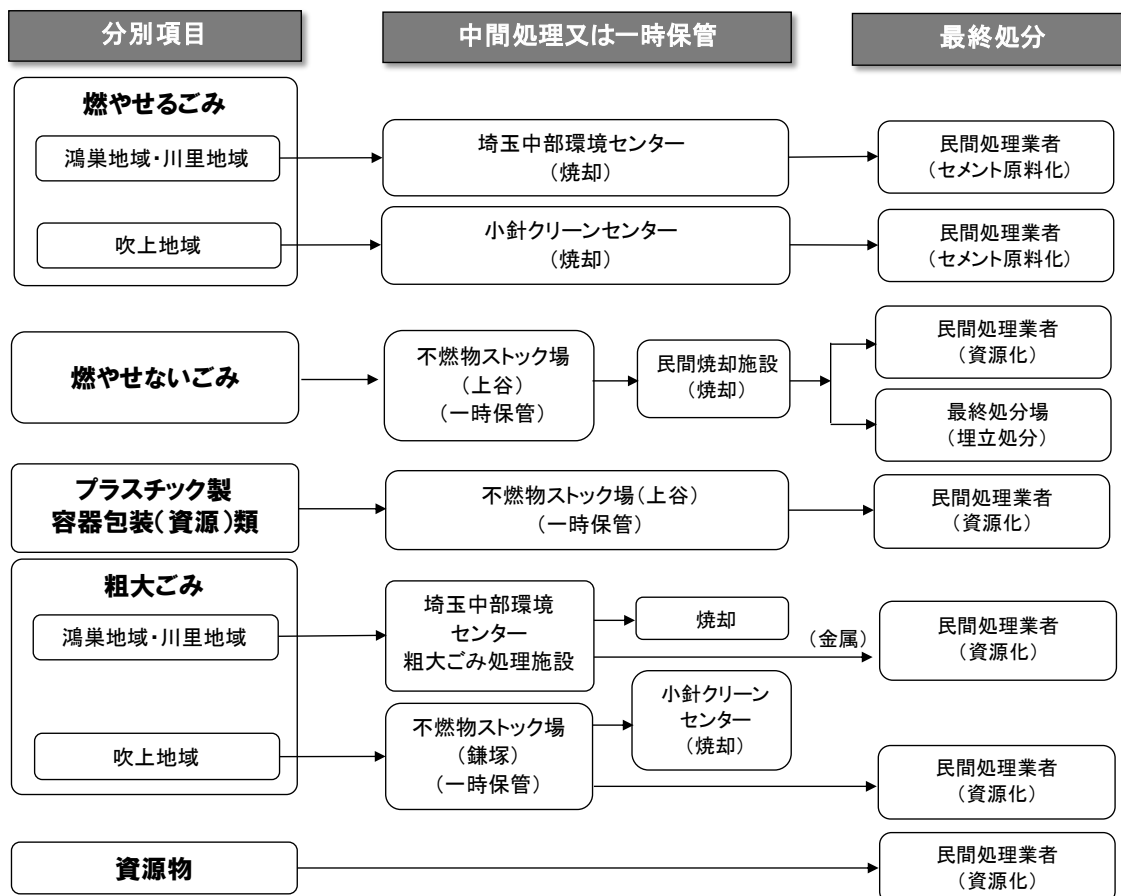 分別項目
中間処理又は一時保管
最終処分
燃やせるごみ
鴻巣地域・川里地域
埼玉中部環境センター
(焼却)
民間処理業者
(セメント原料化)
吹上地域
小針クリーンセンター
(焼却)
民間処理業者
(セメント原料化)
燃やせないごみ
不燃物ストック場
(上谷)
(一時保管)
民間焼却施設
(焼却)
民間処理業者
(資源化)
最終処分場
(埋立処分)
プラスチック製
容器包装(資源)類
不燃物ストック場(上谷)
(一時保管)
民間処理業者
(資源化)
粗大ごみ
鴻巣地域・川里地域
埼玉中部環境
センター
粗大ごみ処理施設
焼却
(金属)
民間処理業者
(資源化)
吹上地域
不燃物ストック場
(鎌塚)
(一時保管)
小針クリーン
センター
(焼却)
民間処理業者
(資源化)
資源物
民間処理業者
(資源化)